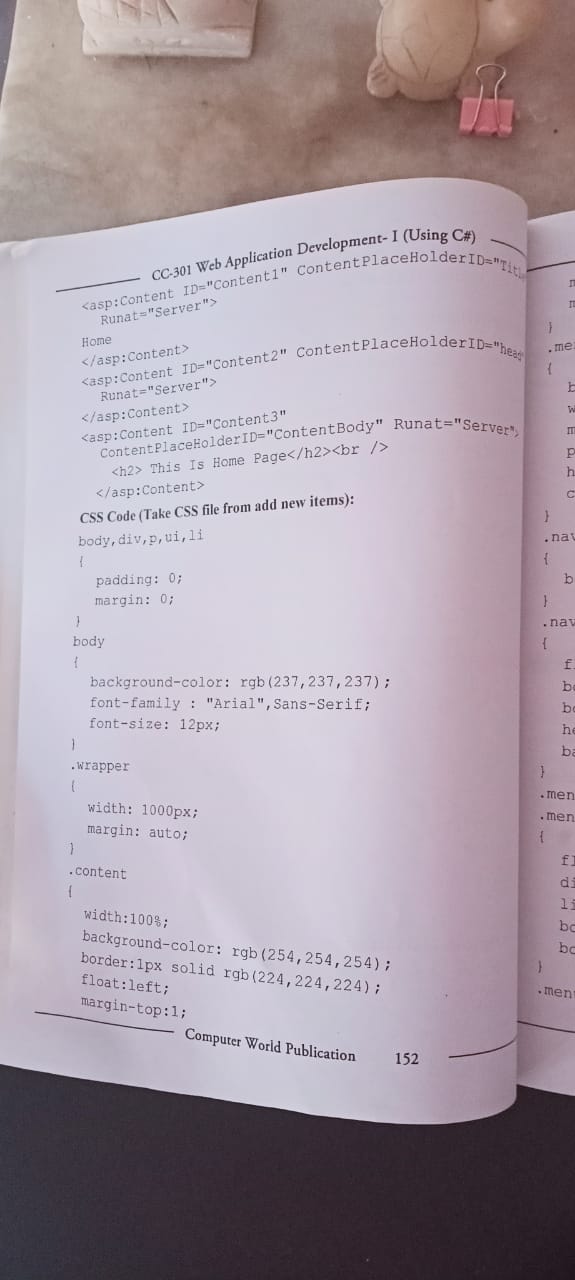 CC-301 Web Application Development- I (Using C#)
<asp:Content ID="Content1" ContentPlaceHolderID="Titl
Runat="Server">
Home
</asp:Content>
<asp:Content ID="Content2" ContentPlaceHolderID="head"
Runat="Server">
</asp:Content>
<asp:Content ID="Content3"
ContentPlaceHolderID="ContentBody" Runat="Server">
<h2> This Is Home Page</h2><br />
</asp:Content>
CSS Code (Take CSS file from add new items):
body,div,p,ui,li
{
padding: 0;
margin: 0;
}
body
{
background-color: rgb(237,237,237);
font-family : "Arial",Sans-Serif;
font-size: 12px;
}
.wrapper
{
width: 1000px;
margin: auto;
}
.content
{
width:100%;
background-color: rgb(254,254,254);
border:1px solid rgb(224,224,224);
float:left;
margin-top:1;
Computer World Publication 152
}
.me
{
b
w
m
p
h
c
}
.nav
{
b
}
.nav
{
f
b
b
he
ba
}
.men
.men
{
fl
di
li
bo
bo
}
.men